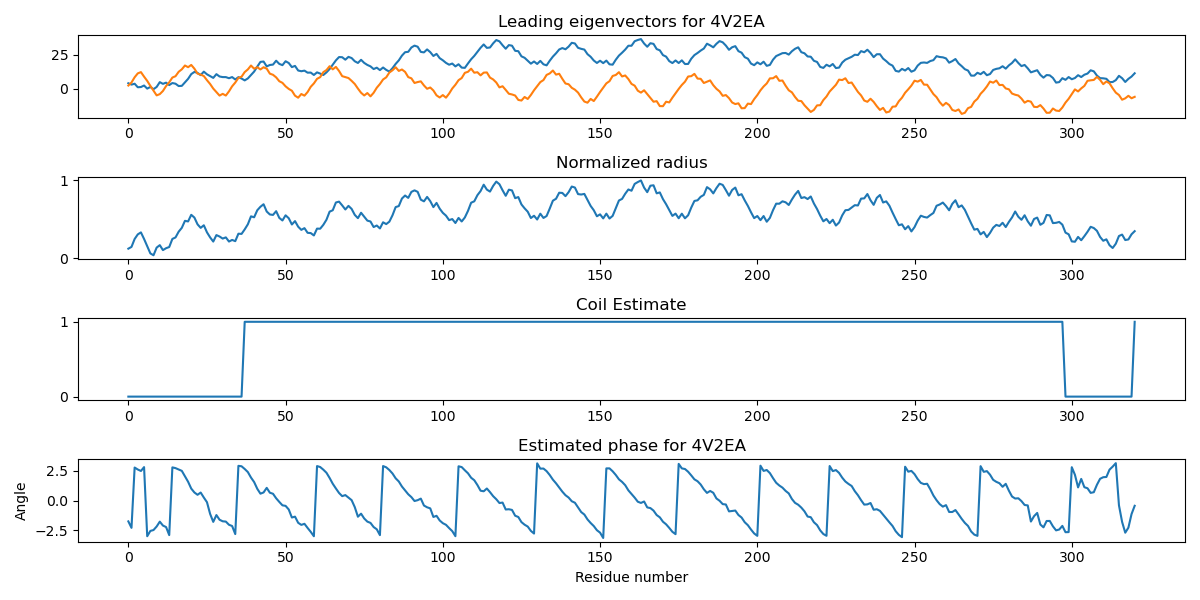 Leading eigenvectors for 4V2EA
25
0
0 50 100 150 200 250 300
Normalized radius
1
0
0 50 100 150 200 250 300
Coil Estimate
1
0
0 50 100 150 200 250 300
Estimated phase for 4V2EA
Angle
2.5
0.0
−2.5
0 50 100 150 200 250 300
Residue number